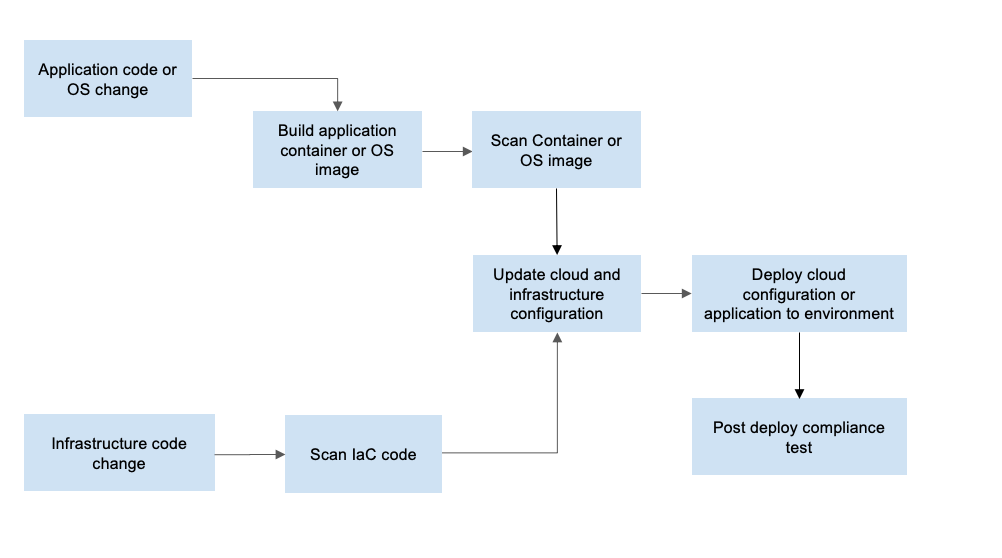 Application code or
OS change
Build application
container or OS
image
Scan Container or
OS image
Update cloud and
infrastructure
configuration
Deploy cloud
configuration or
application to environment
Infrastructure code
change
Scan IaC code
Post deploy compliance
test